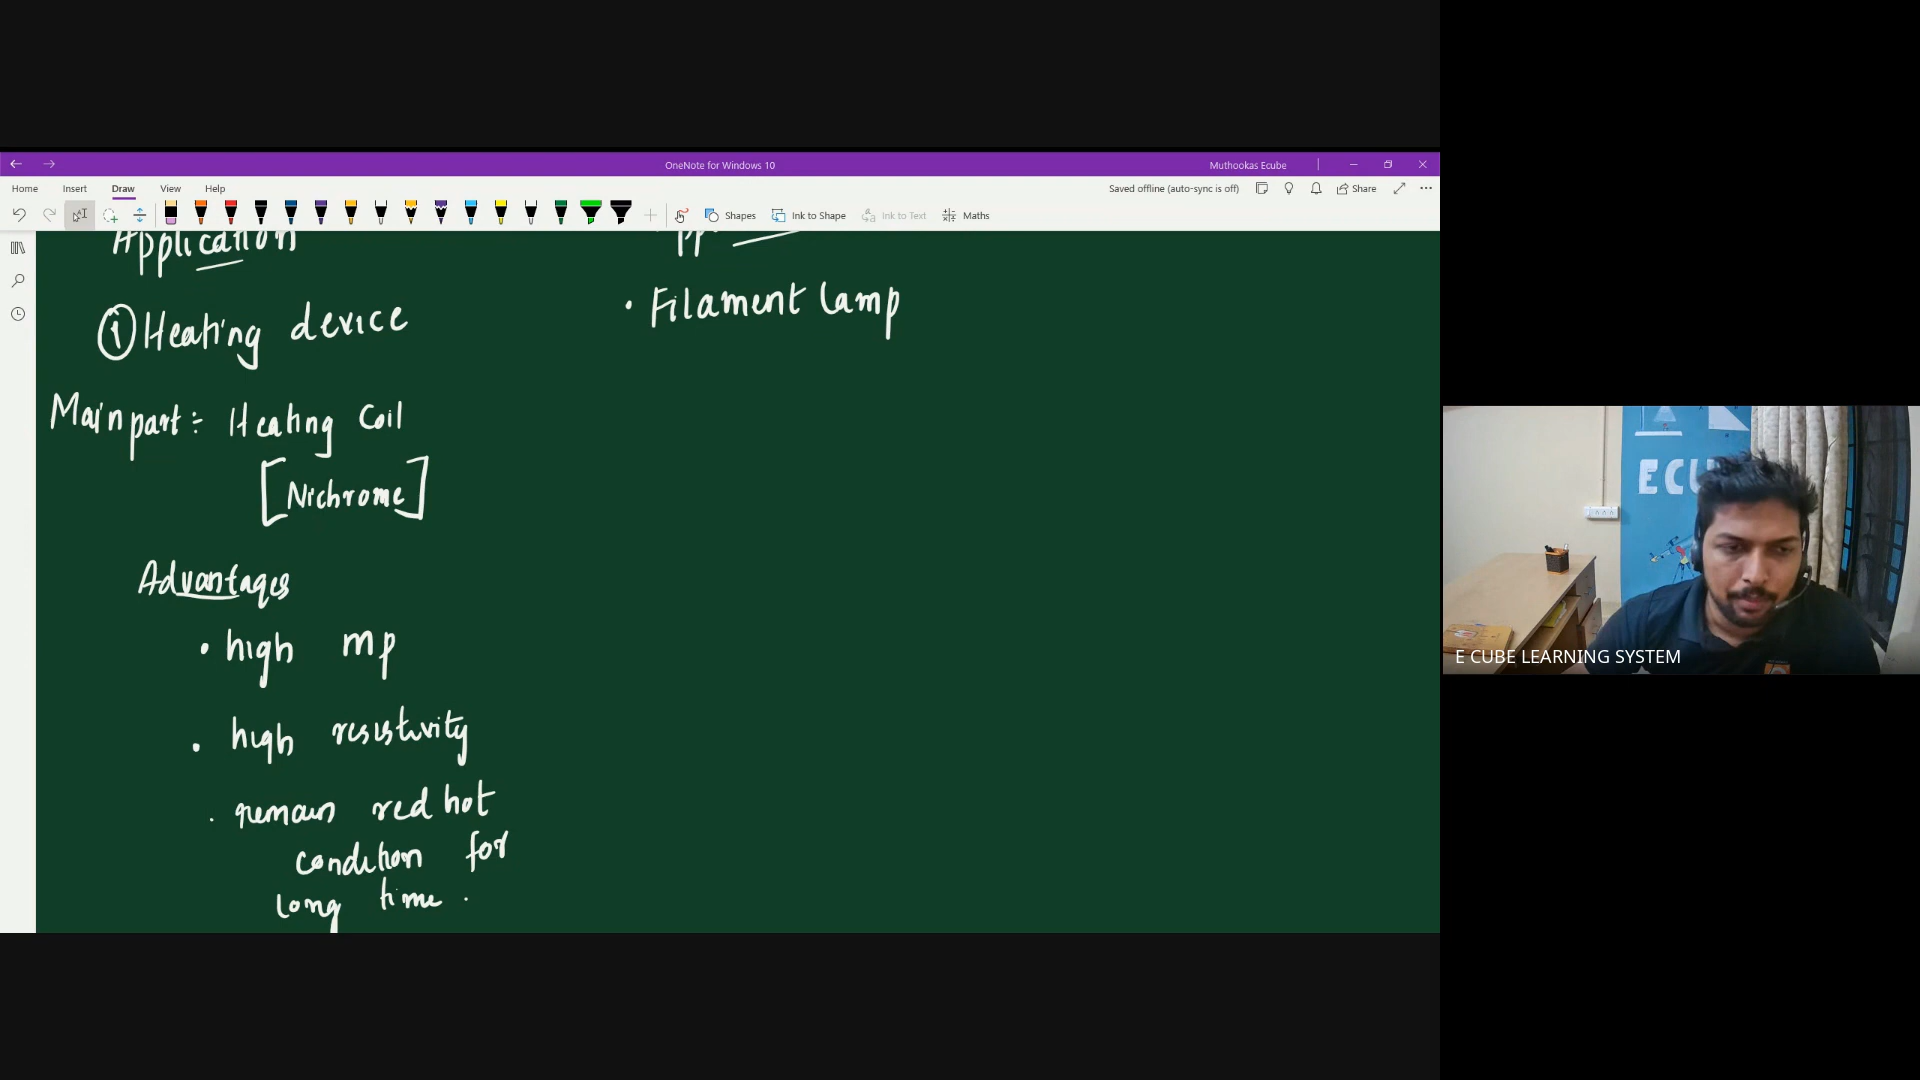 OneNote for Windows 10
Muthookas Ecube
Home Insert Draw View Help
Saved offline (auto-sync is off)
Share
Shapes Ink to Shape Ink to Text Maths
Application
① Heating device
Main part :- Heating Coil
[Nichrome]
Advantages
• high mp
• high resistivity
• remain red hot
condition for
long time .
• Filament lamp
ECU
E CUBE LEARNING SYSTEM